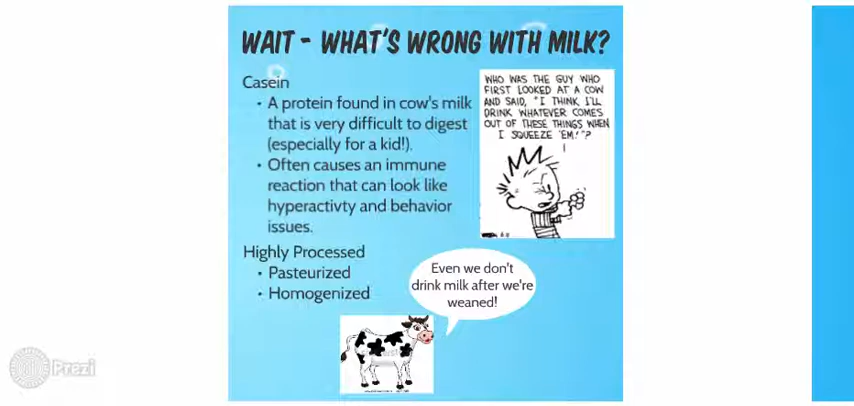 WAIT - WHAT'S WRONG WITH MILK?
Casein
• A protein found in cow's milk
that is very difficult to digest
(especially for a kid!).
• Often causes an immune
reaction that can look like
hyperactivty and behavior
issues.
Highly Processed
• Pasteurized
• Homogenized
WHO WAS THE GUY WHO
FIRST LOOKED AT A COW
AND SAID, "I THINK I'LL
DRINK WHATEVER COMES
OUT OF THESE THINGS WHEN
I SQUEEZE 'EM!"?
Even we don't
drink milk after we're
weaned!
Prezi